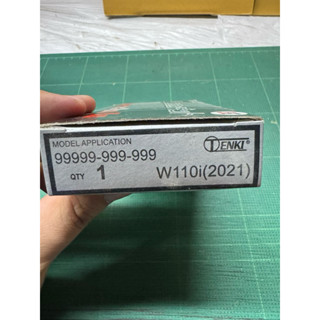 MODEL APPLICATION
TENKI®
99999-999-999
QTY 1
W110i(2021)